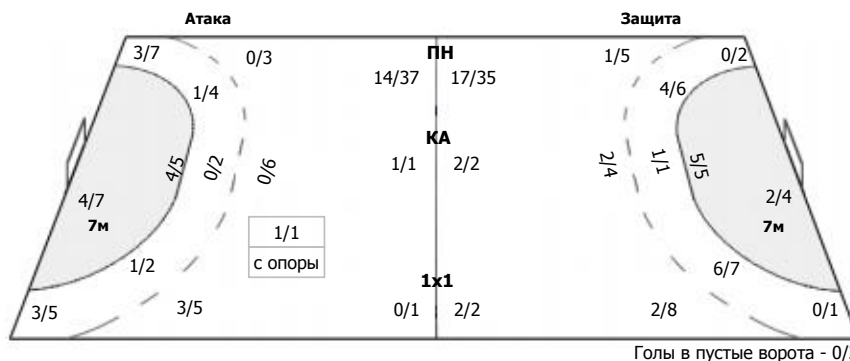 Атака Защита
3/7 0/3 ПН 1/5 0/2
14/37 17/35
1/4 4/6
КА
4/5 0/2 0/6 1/1 2/2 2/4 1/1 5/5
4/7 2/4
7м 7м
1/1
с опоры
1/2 6/7
1x1
3/5 3/5 0/1 2/2 2/8 0/1
Голы в пустые ворота - 0/